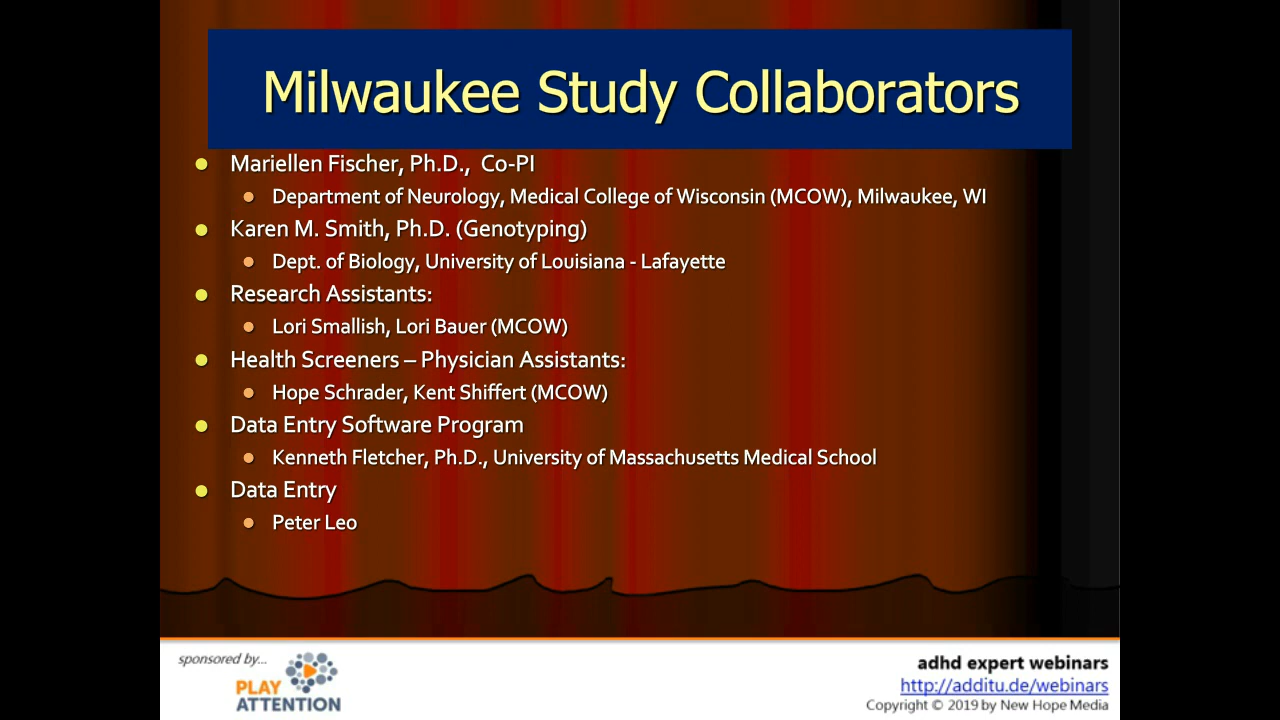 Milwaukee Study Collaborators
Mariellen Fischer, Ph.D., Co-PI
Department of Neurology, Medical College of Wisconsin (MCOW), Milwaukee, WI
Karen M. Smith, Ph.D. (Genotyping)
Dept. of Biology, University of Louisiana - Lafayette
Research Assistants:
Lori Smallish, Lori Bauer (MCOW)
Health Screeners – Physician Assistants:
Hope Schrader, Kent Shiffert (MCOW)
Data Entry Software Program
Kenneth Fletcher, Ph.D., University of Massachusetts Medical School
Data Entry
Peter Leo
sponsored by...
PLAY
ATTENTION
adhd expert webinars
http://additu.de/webinars
Copyright © 2019 by New Hope Media